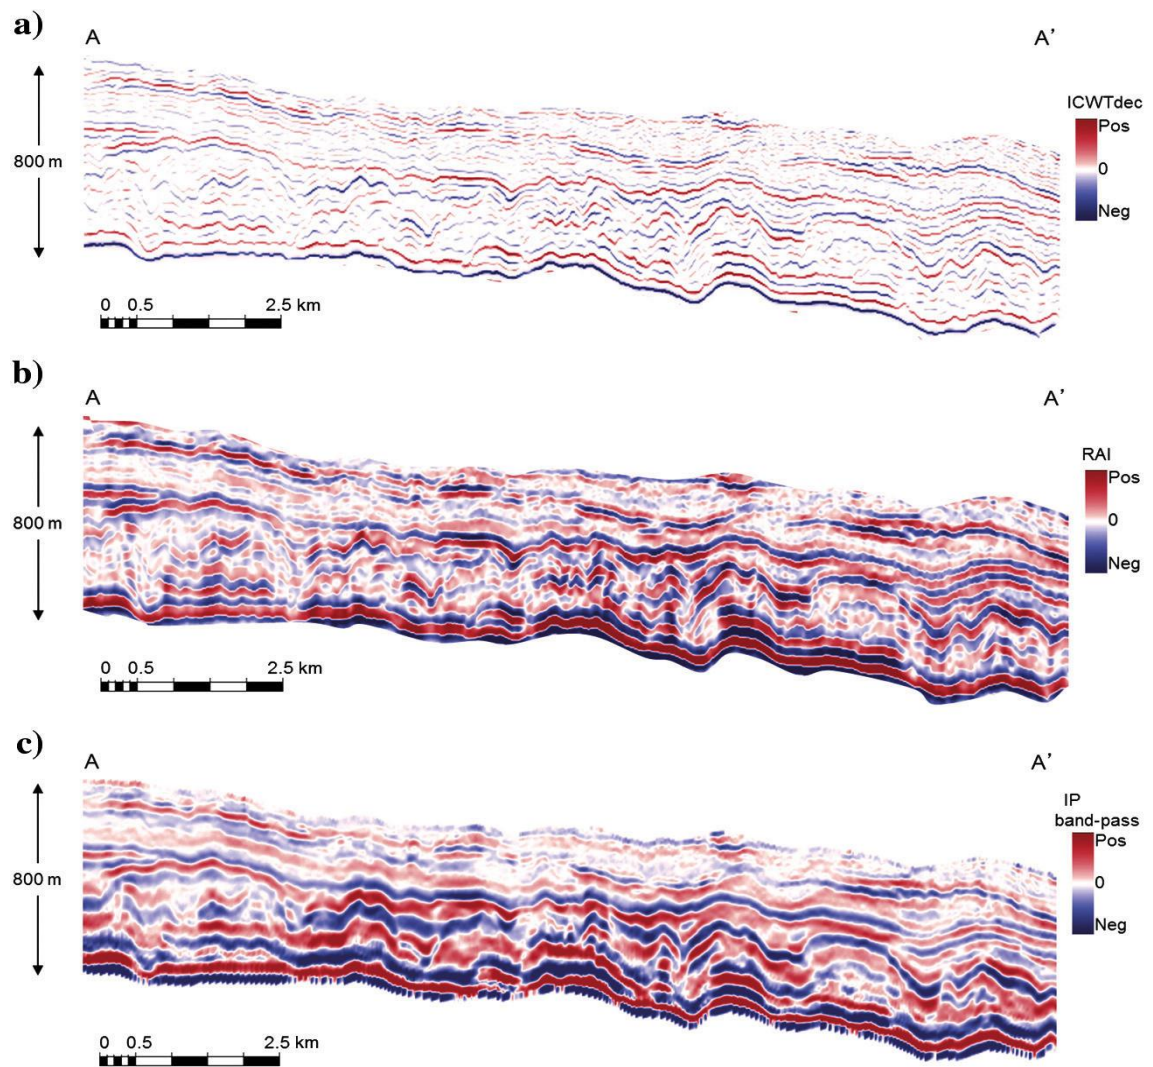 a)
A
A'
ICWTdec
Pos
0
Neg
800 m
0 0.5 2.5 km
b)
A
A'
RAI
Pos
0
Neg
800 m
0 0.5 2.5 km
c)
A
A'
IP
band-pass
Pos
0
Neg
800 m
0 0.5 2.5 km